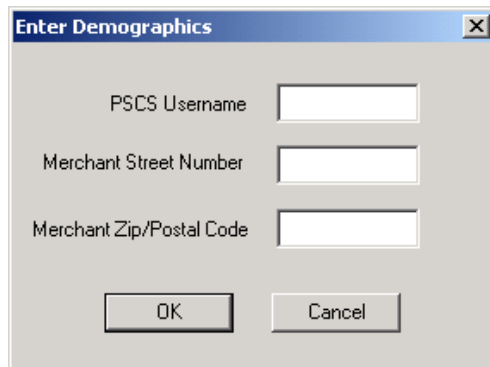 Enter Demographics
PSCS Username
Merchant Street Number
Merchant Zip/Postal Code
OK Cancel